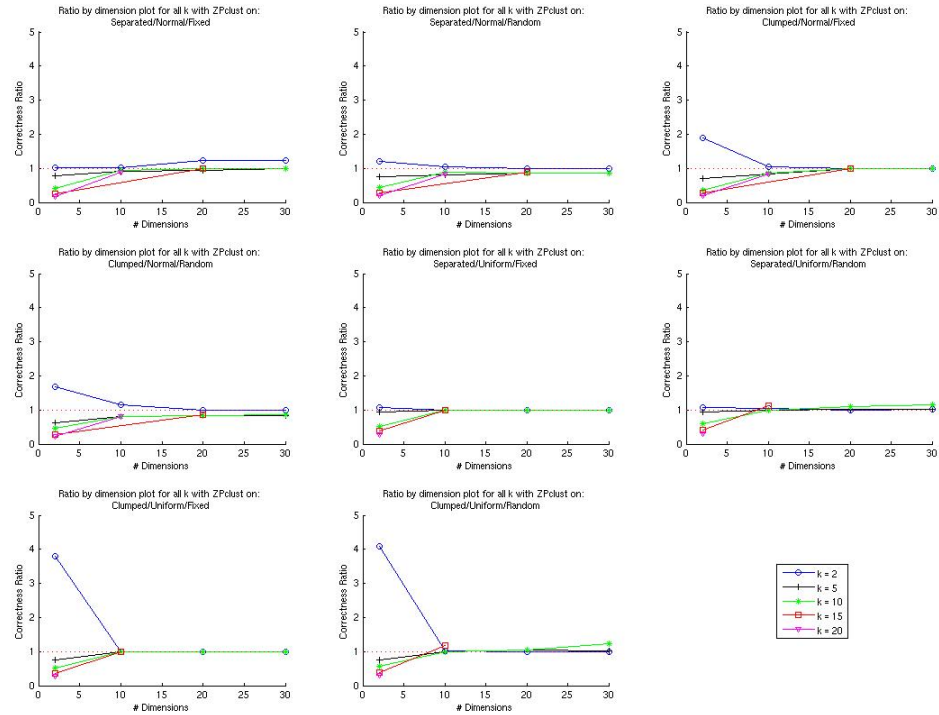 Ratio by dimension plot for all k with ZPclust on:
Separated/Normal/Fixed
5
4
3
2
1
0
Correctness Ratio
0 5 10 15 20 25 30
# Dimensions
Ratio by dimension plot for all k with ZPclust on:
Separated/Normal/Random
5
4
3
2
1
0
Correctness Ratio
0 5 10 15 20 25 30
# Dimensions
Ratio by dimension plot for all k with ZPclust on:
Clumped/Normal/Fixed
5
4
3
2
1
0
Correctness Ratio
0 5 10 15 20 25 30
# Dimensions
Ratio by dimension plot for all k with ZPclust on:
Clumped/Normal/Random
5
4
3
2
1
0
Correctness Ratio
0 5 10 15 20 25 30
# Dimensions
Ratio by dimension plot for all k with ZPclust on:
Separated/Uniform/Fixed
5
4
3
2
1
0
Correctness Ratio
0 5 10 15 20 25 30
# Dimensions
Ratio by dimension plot for all k with ZPclust on:
Separated/Uniform/Random
5
4
3
2
1
0
Correctness Ratio
0 5 10 15 20 25 30
# Dimensions
Ratio by dimension plot for all k with ZPclust on:
Clumped/Uniform/Fixed
5
4
3
2
1
0
Correctness Ratio
0 5 10 15 20 25 30
# Dimensions
Ratio by dimension plot for all k with ZPclust on:
Clumped/Uniform/Random
5
4
3
2
1
0
Correctness Ratio
0 5 10 15 20 25 30
# Dimensions
k = 2
k = 5
k = 10
k = 15
k = 20